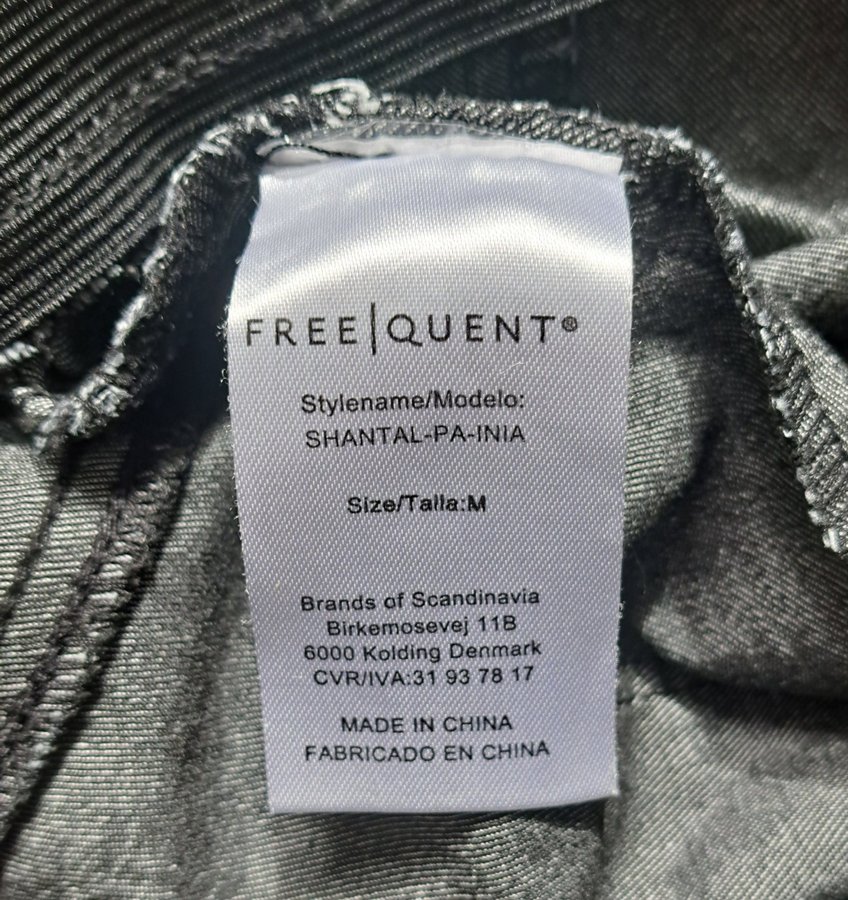 FREE|QUENT®
Stylename/Modelo:
SHANTAL-PA-INIA
Size/Talla:M
Brands of Scandinavia
Birkemosevej 11B
6000 Kolding Denmark
CVR/IVA:31 93 78 17
MADE IN CHINA
FABRICADO EN CHINA